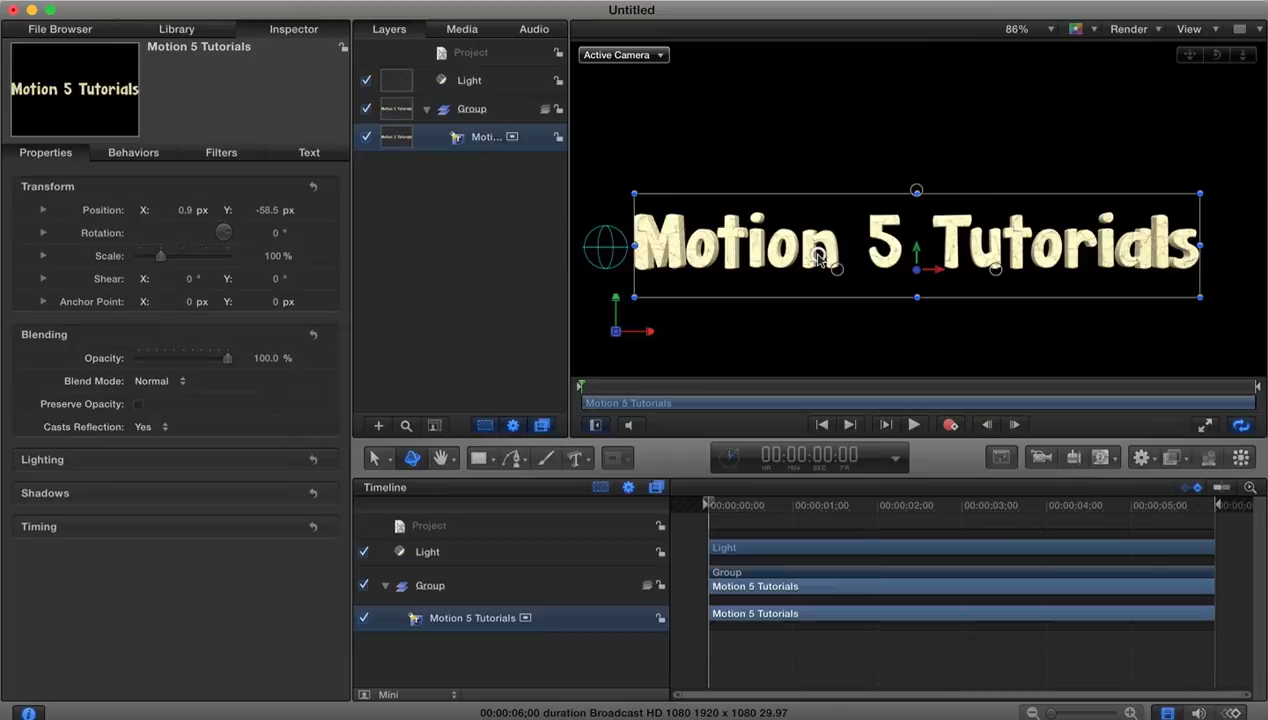 Untitled
File Browser Library Inspector Layers Media Audio 86% Render View
Motion 5 Tutorials
Motion 5 Tutorials
Project
Active Camera
Light
Group
Moti...
Properties Behaviors Filters Text
Transform
Position: X: 0.9 px Y: -58.5 px
Rotation: 0 °
Scale: 100 %
Shear: X: 0 ° Y: 0 °
Anchor Point: X: 0 px Y: 0 px
Motion 5 Tutorials
Blending
Opacity: 100.0 %
Blend Mode: Normal
Preserve Opacity:
Casts Reflection: Yes
Motion 5 Tutorials
Lighting
Shadows
Timing
00:00:00:00
HR MIN SEC FR
Timeline
00:00:00;00 00:00:01;00 00:00:02;00 00:00:03;00 00:00:04;00 00:00:05;00
Project
Light
Light
Group
Group
Motion 5 Tutorials
Motion 5 Tutorials
Motion 5 Tutorials
Mini
00:00:06;00 duration Broadcast HD 1080 1920 x 1080 29.97